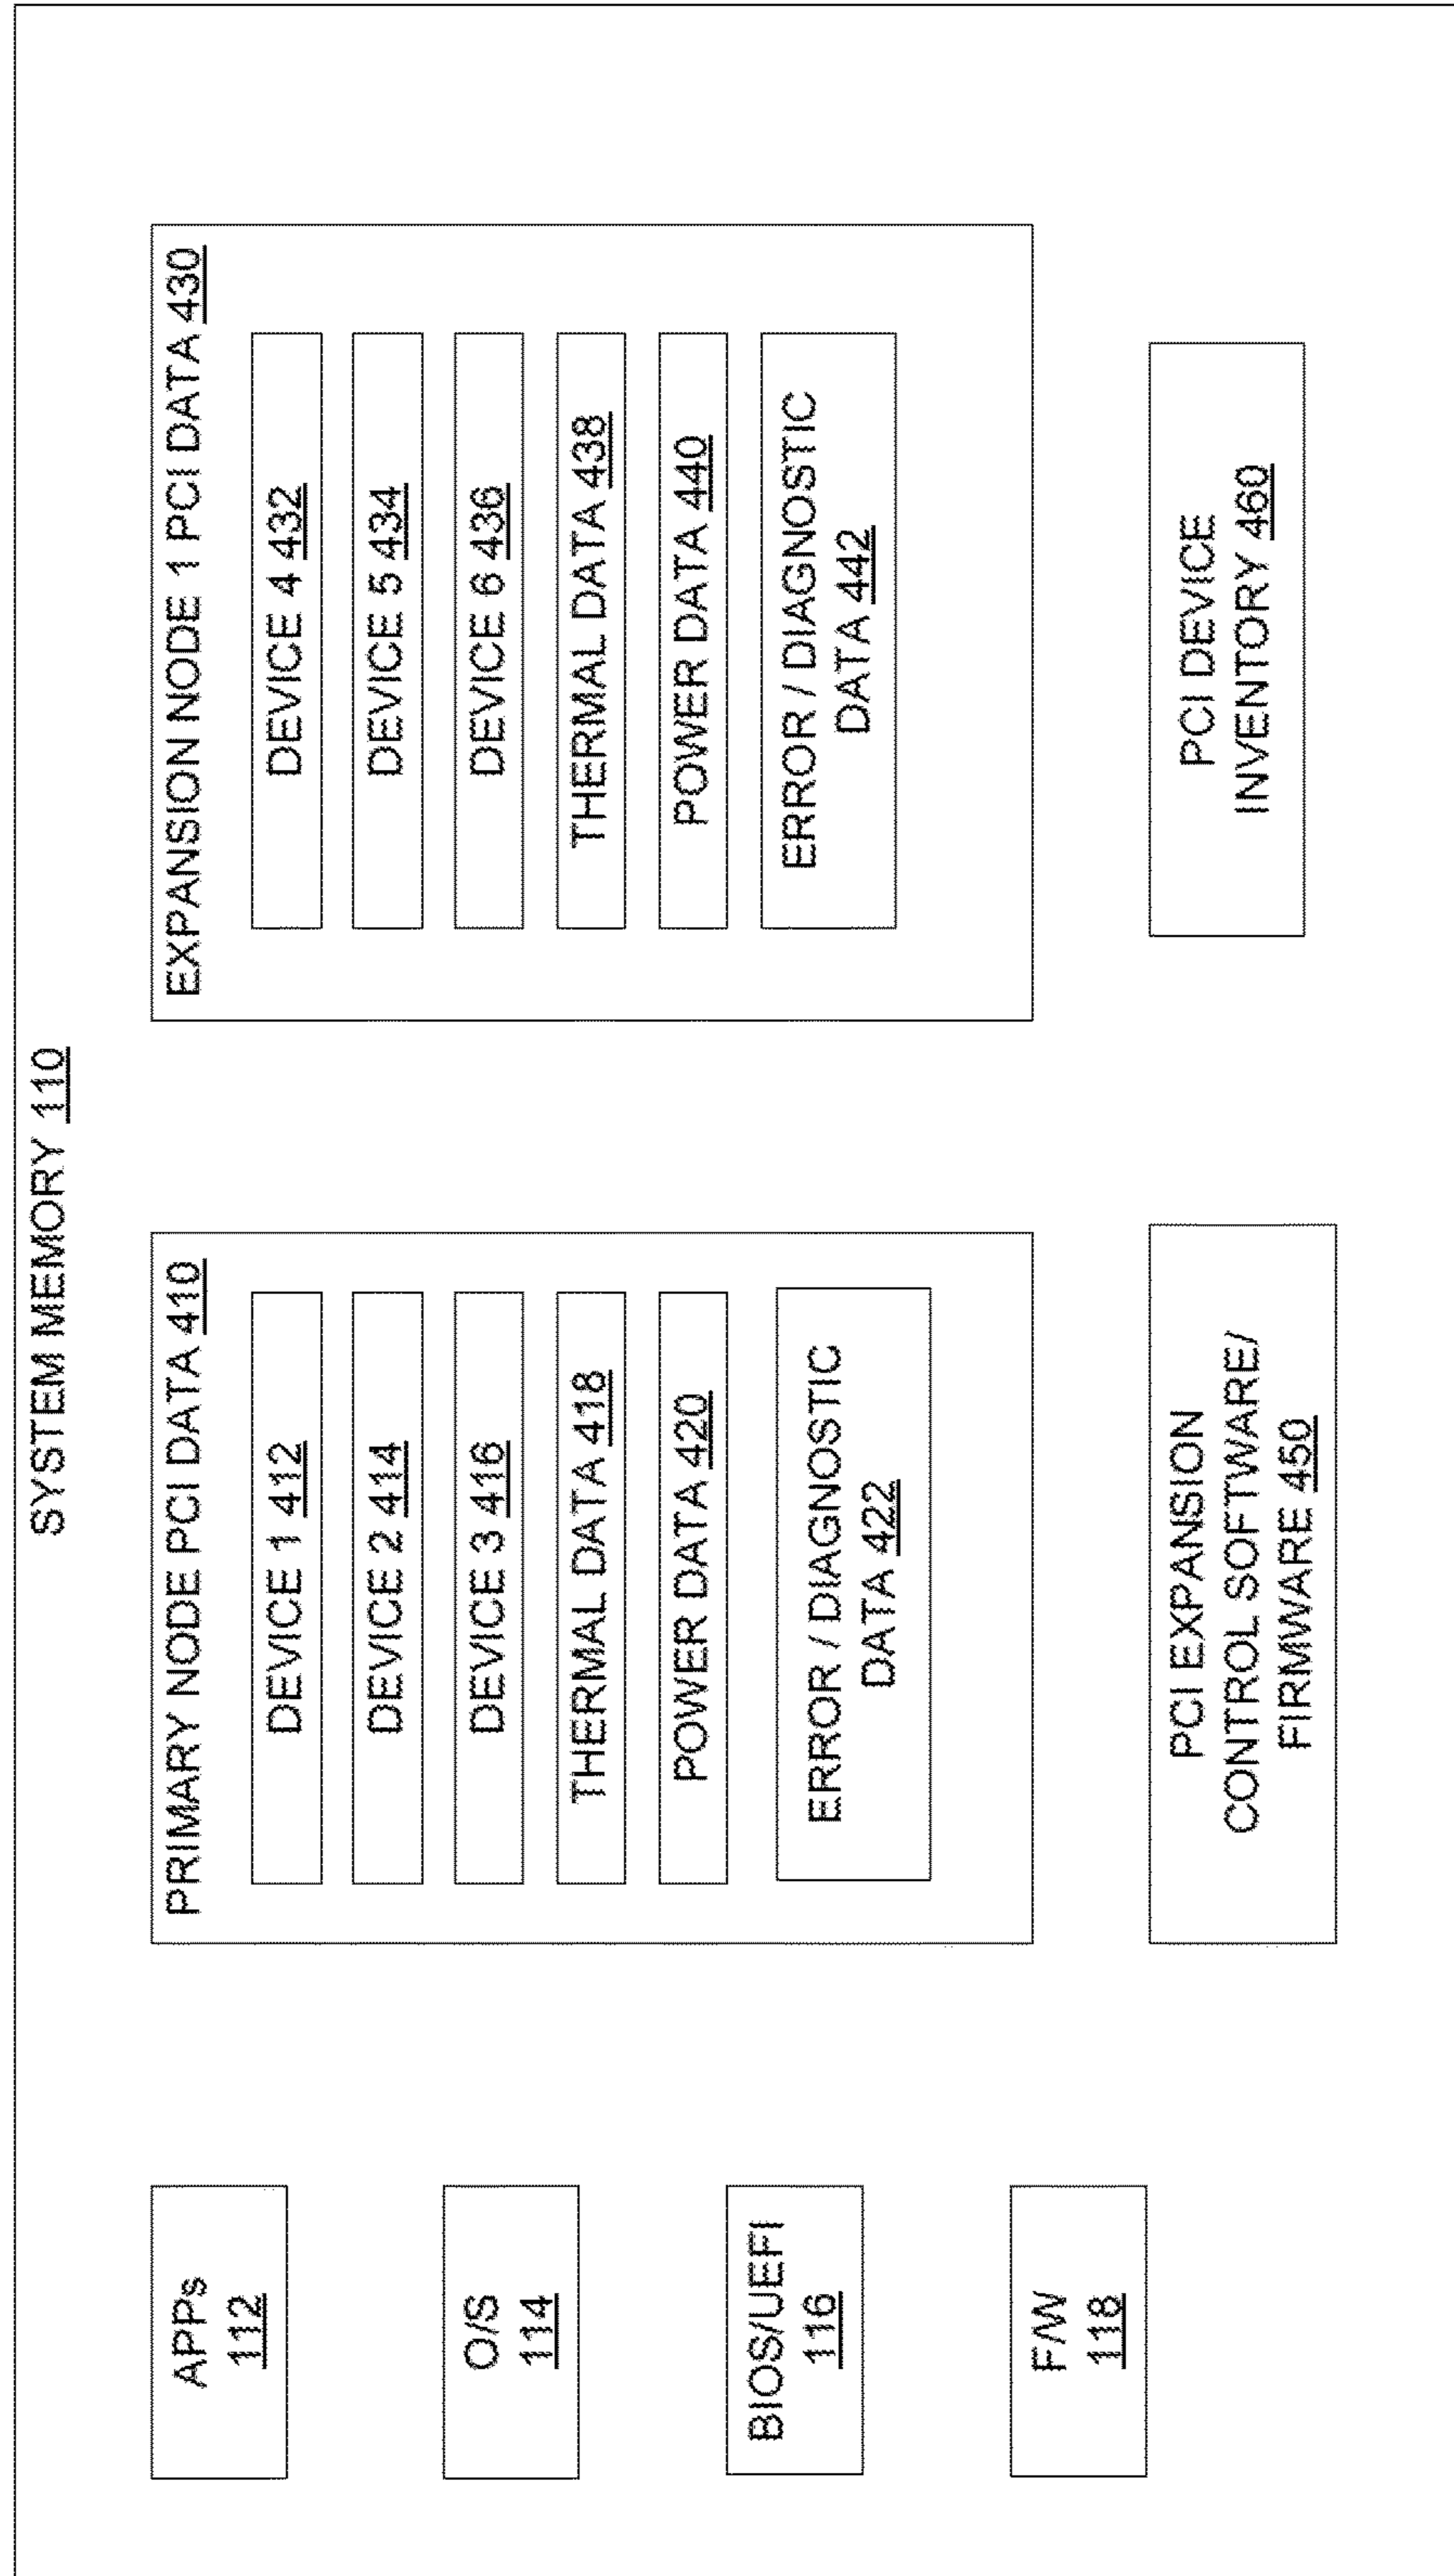 SYSTEM MEMORY 110
APPs
112
O/S
114
BIOS/UEFI
116
F/W
118
PRIMARY NODE PCI DATA 410
DEVICE 1 412
DEVICE 2 414
DEVICE 3 416
THERMAL DATA 418
POWER DATA 420
ERROR / DIAGNOSTIC
DATA 422
PCI EXPANSION
CONTROL SOFTWARE/
FIRMWARE 450
EXPANSION NODE 1 PCI DATA 430
DEVICE 4 432
DEVICE 5 434
DEVICE 6 436
THERMAL DATA 438
POWER DATA 440
ERROR / DIAGNOSTIC
DATA 442
PCI DEVICE
INVENTORY 460